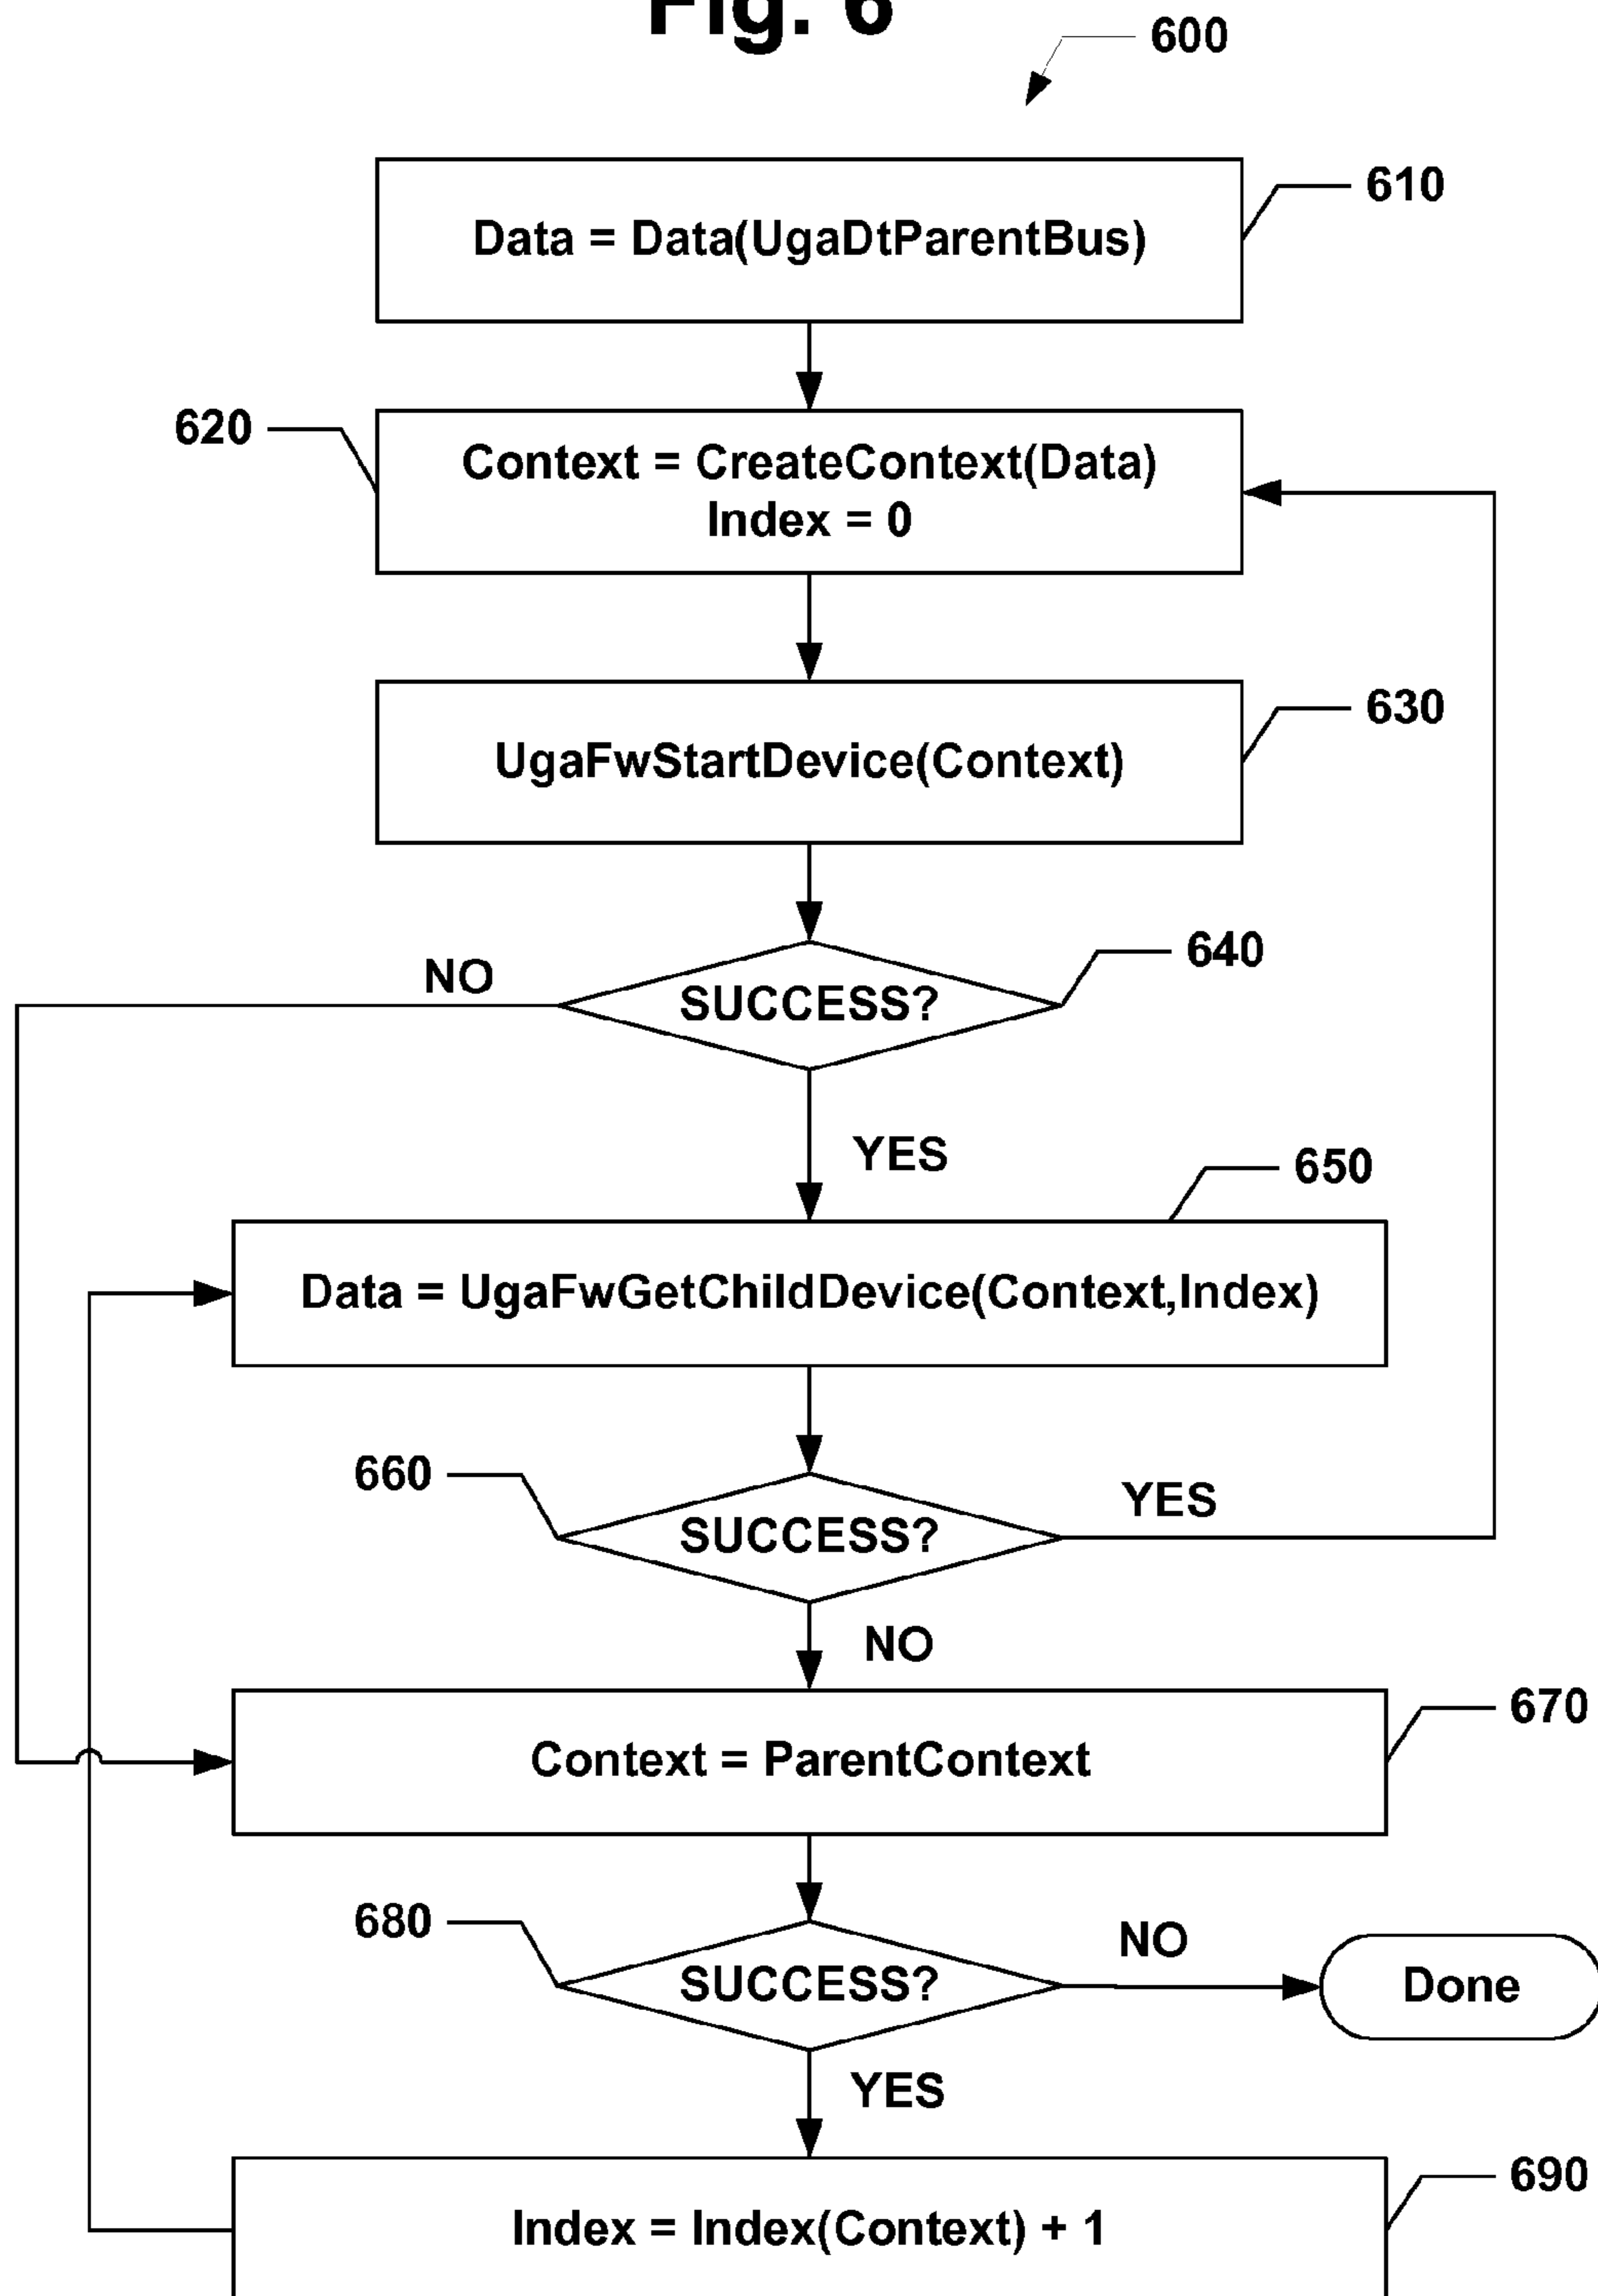 Fig. 6
600
Data = Data(UgaDtParentBus)
610
620
Context = CreateContext(Data)
Index = 0
UgaFwStartDevice(Context)
630
NO
SUCCESS?
640
YES
650
Data = UgaFwGetChildDevice(Context,Index)
660
SUCCESS?
YES
NO
Context = ParentContext
670
680
SUCCESS?
NO
Done
YES
Index = Index(Context) + 1
690